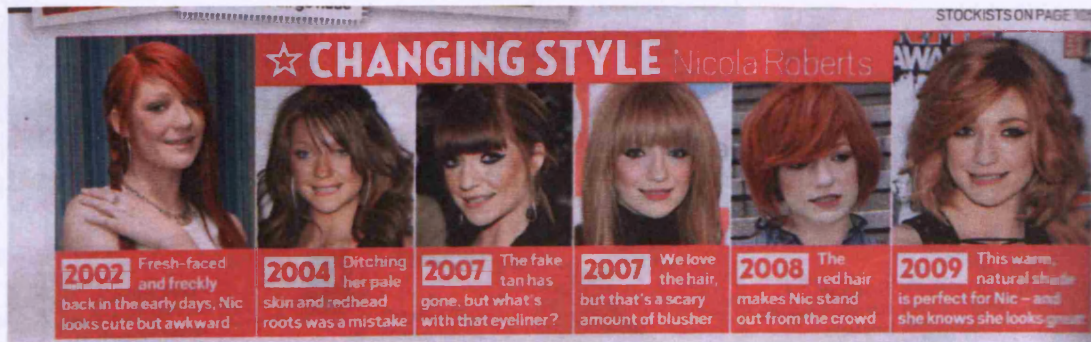 STOCKISTS ON PAGE
☆ CHANGING STYLE Nicola Roberts
AWA
2002 Fresh-faced
and freckly
back in the early days, Nic
looks cute but awkward
2004 Ditching
her pale
skin and redhead
roots was a mistake
2007 The fake
tan has
gone, but what's
with that eyeliner?
2007 We love
the hair,
but that's a scary
amount of blusher
2008 The
red hair
makes Nic stand
out from the crowd
2009 This warm,
natural shade
is perfect for Nic – and
she knows she looks great